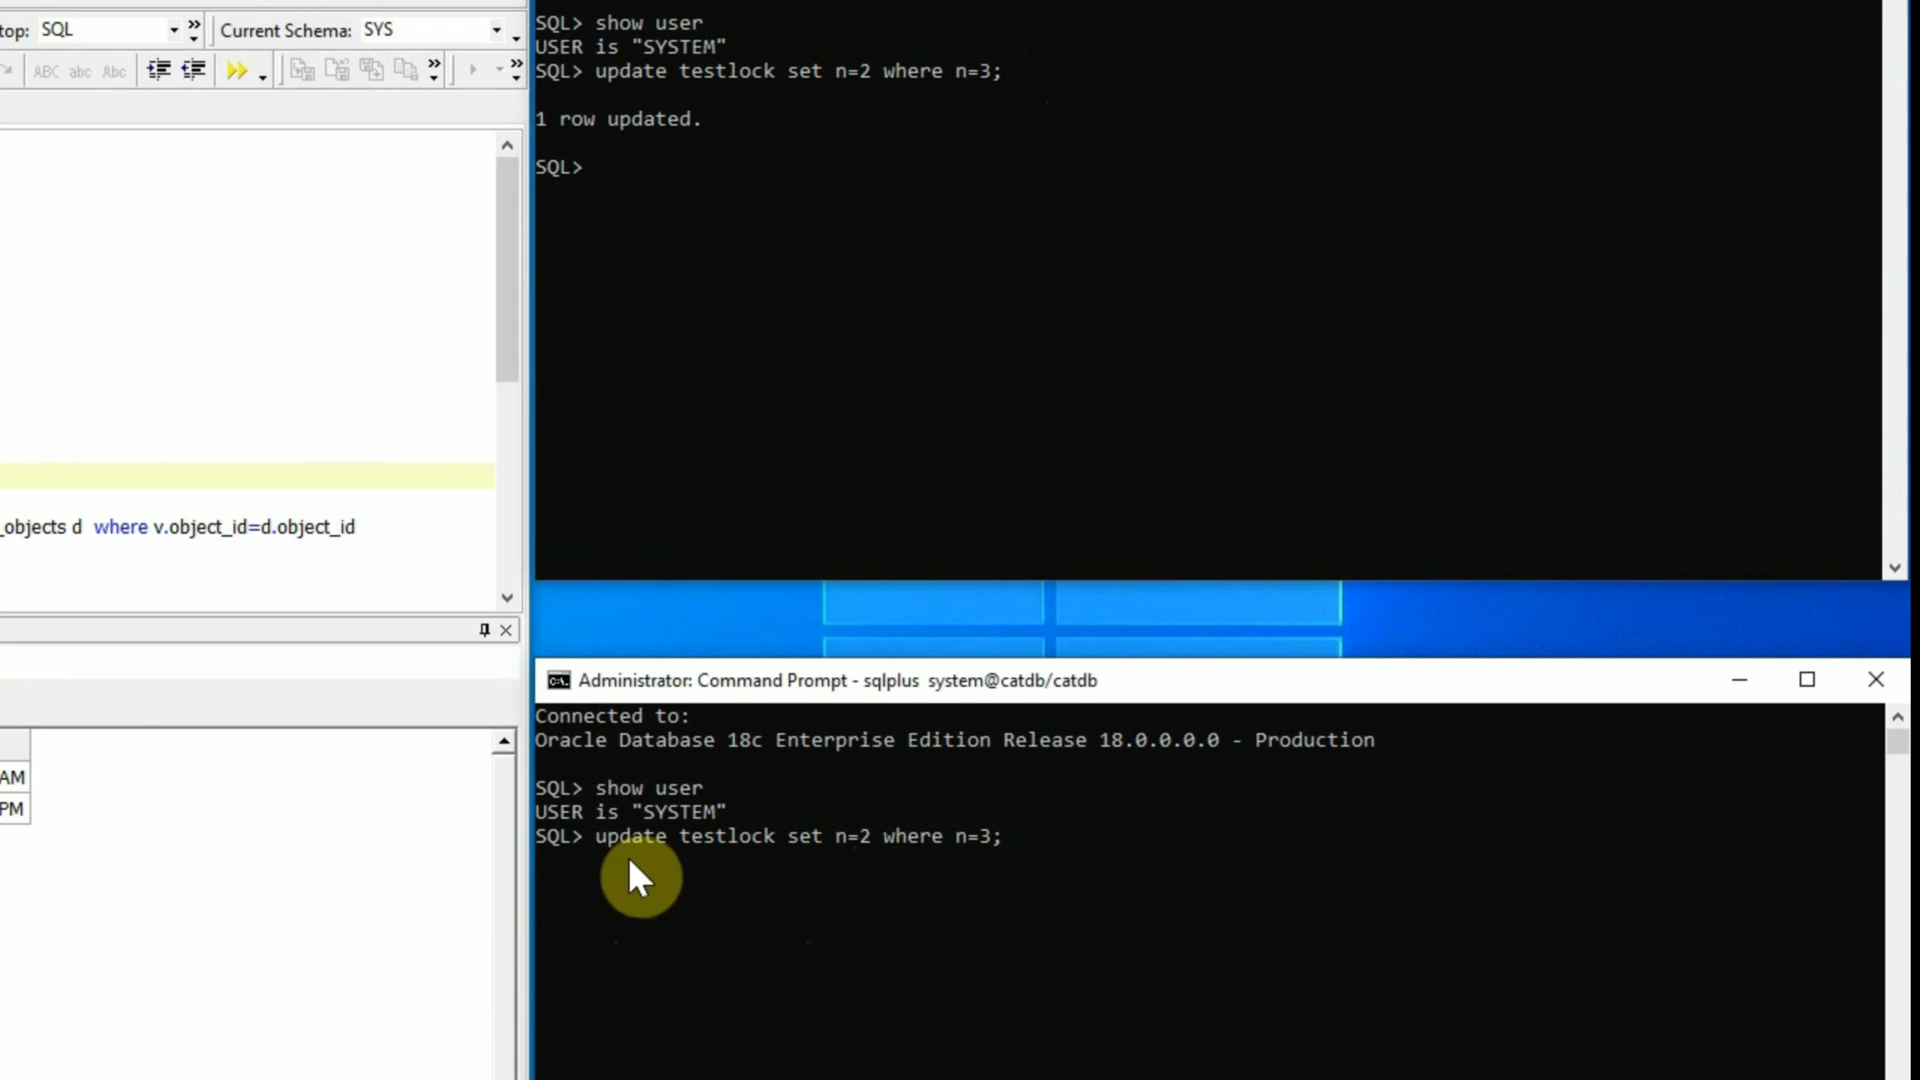 top: SQL
Current Schema: SYS
ABC abc Abc
_objects d where v.object_id=d.object_id
AM
PM
SQL> show user
USER is "SYSTEM"
SQL> update testlock set n=2 where n=3;
1 row updated.
SQL>
Administrator: Command Prompt - sqlplus system@catdb/catdb
Connected to:
Oracle Database 18c Enterprise Edition Release 18.0.0.0.0 - Production
SQL> show user
USER is "SYSTEM"
SQL> update testlock set n=2 where n=3;